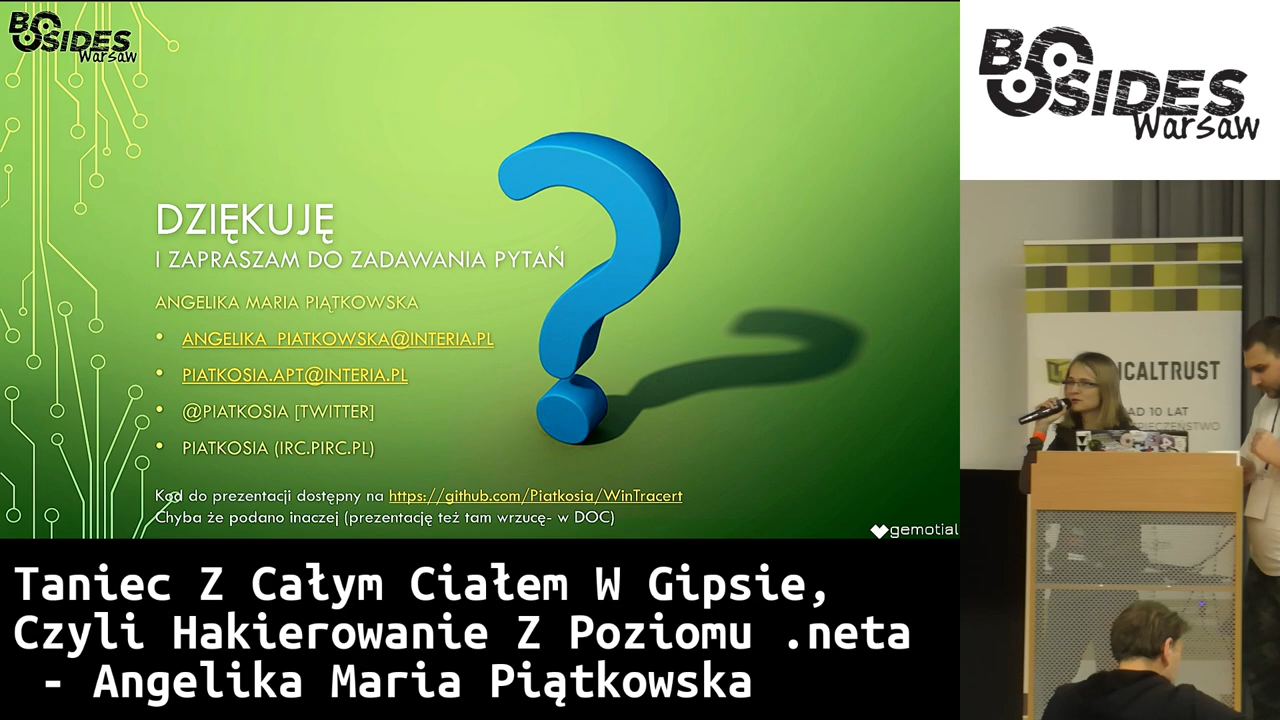 BSIDES
Warsaw
DZIĘKUJĘ
I ZAPRASZAM DO ZADAWANIA PYTAŃ
ANGELIKA MARIA PIĄTKOWSKA
• ANGELIKA_PIATKOWSKA@INTERIA.PL
• PIATKOSIA.APT@INTERIA.PL
• @PIATKOSIA [TWITTER]
• PIATKOSIA (IRC.PIRC.PL)
Kod do prezentacji dostępny na https://github.com/Piatkosia/WinTracert
Chyba że podano inaczej (prezentację też tam wrzucę- w DOC)
gemotial
Taniec Z Całym Ciałem W Gipsie,
Czyli Hakierowanie Z Poziomu .neta
- Angelika Maria Piątkowska
BSIDES
Warsaw
10 LAT